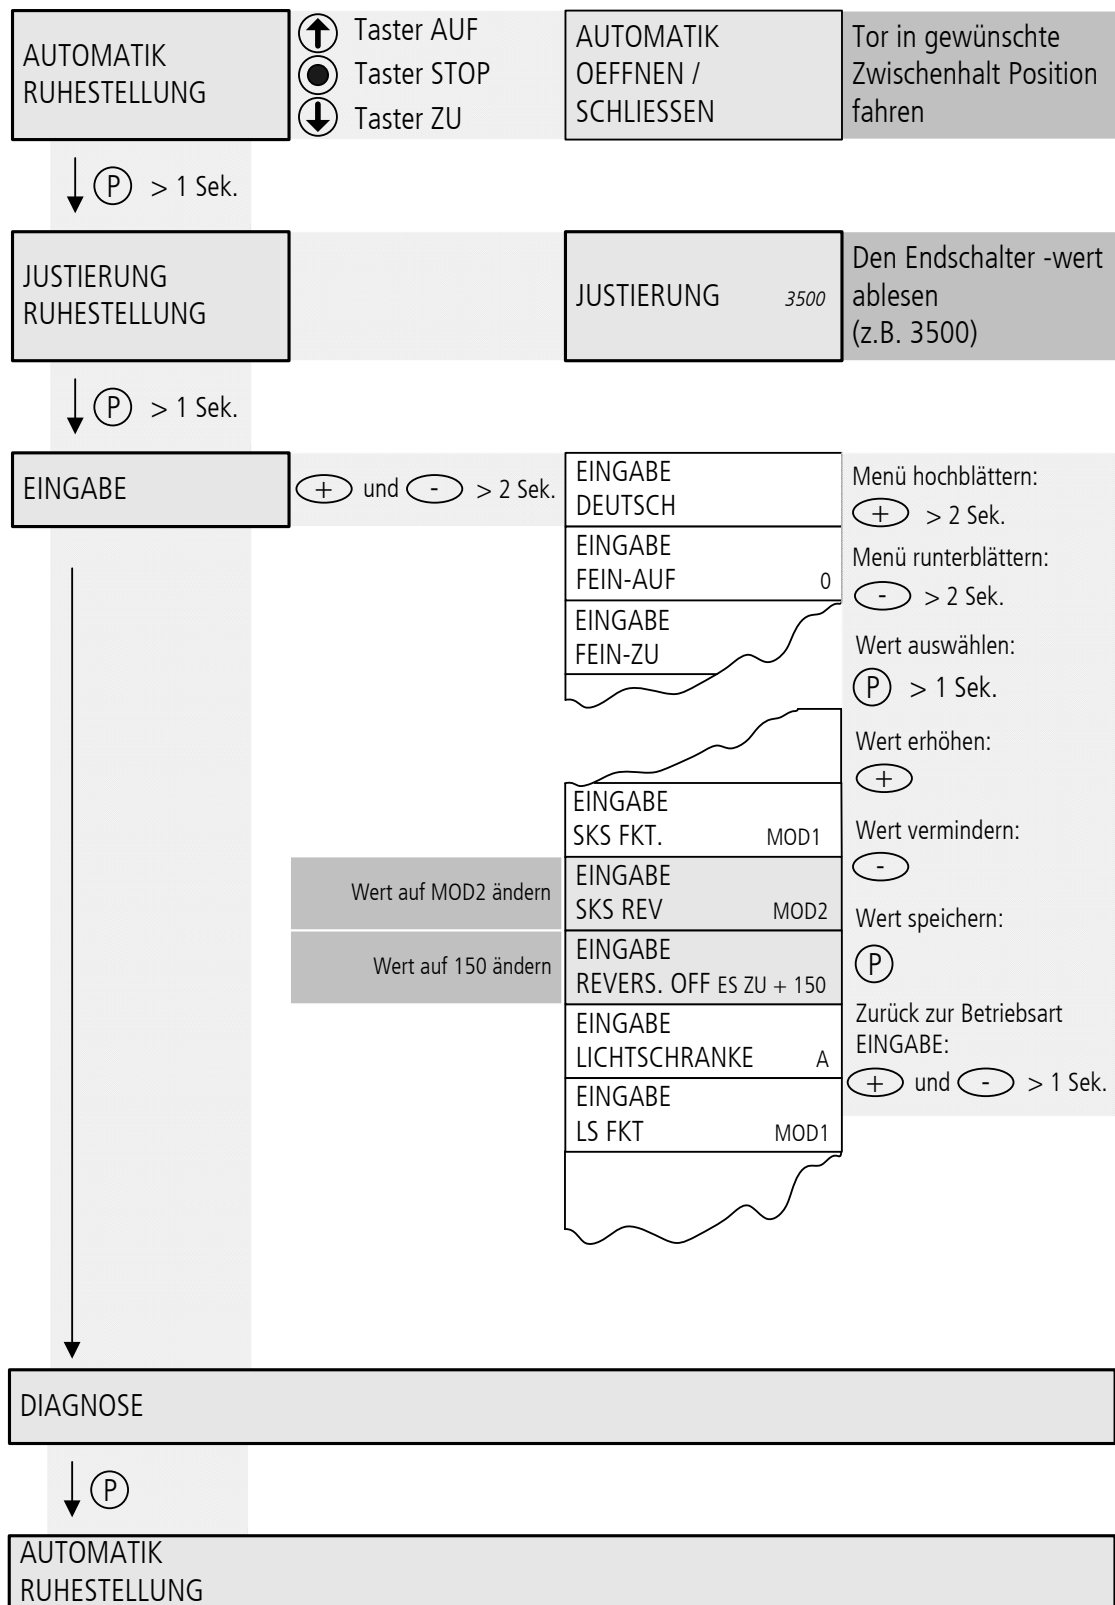 AUTOMATIK
RUHESTELLUNG
Taster AUF
Taster STOP
Taster ZU
AUTOMATIK
OEFFNEN /
SCHLIESSEN
Tor in gewünschte
Zwischenhalt Position
fahren
P > 1 Sek.
JUSTIERUNG
RUHESTELLUNG
JUSTIERUNG 3500
Den Endschalter -wert
ablesen
(z.B. 3500)
P > 1 Sek.
EINGABE
+ und - > 2 Sek.
EINGABE
DEUTSCH
EINGABE
FEIN-AUF 0
EINGABE
FEIN-ZU
EINGABE
SKS FKT. MOD1
Wert auf MOD2 ändern
EINGABE
SKS REV MOD2
Wert auf 150 ändern
EINGABE
REVERS. OFF ES ZU + 150
EINGABE
LICHTSCHRANKE A
EINGABE
LS FKT MOD1
Menü hochblättern:
+ > 2 Sek.
Menü runterblättern:
- > 2 Sek.
Wert auswählen:
P > 1 Sek.
Wert erhöhen:
+
Wert vermindern:
-
Wert speichern:
P
Zurück zur Betriebsart
EINGABE:
+ und - > 1 Sek.
DIAGNOSE
P
AUTOMATIK
RUHESTELLUNG